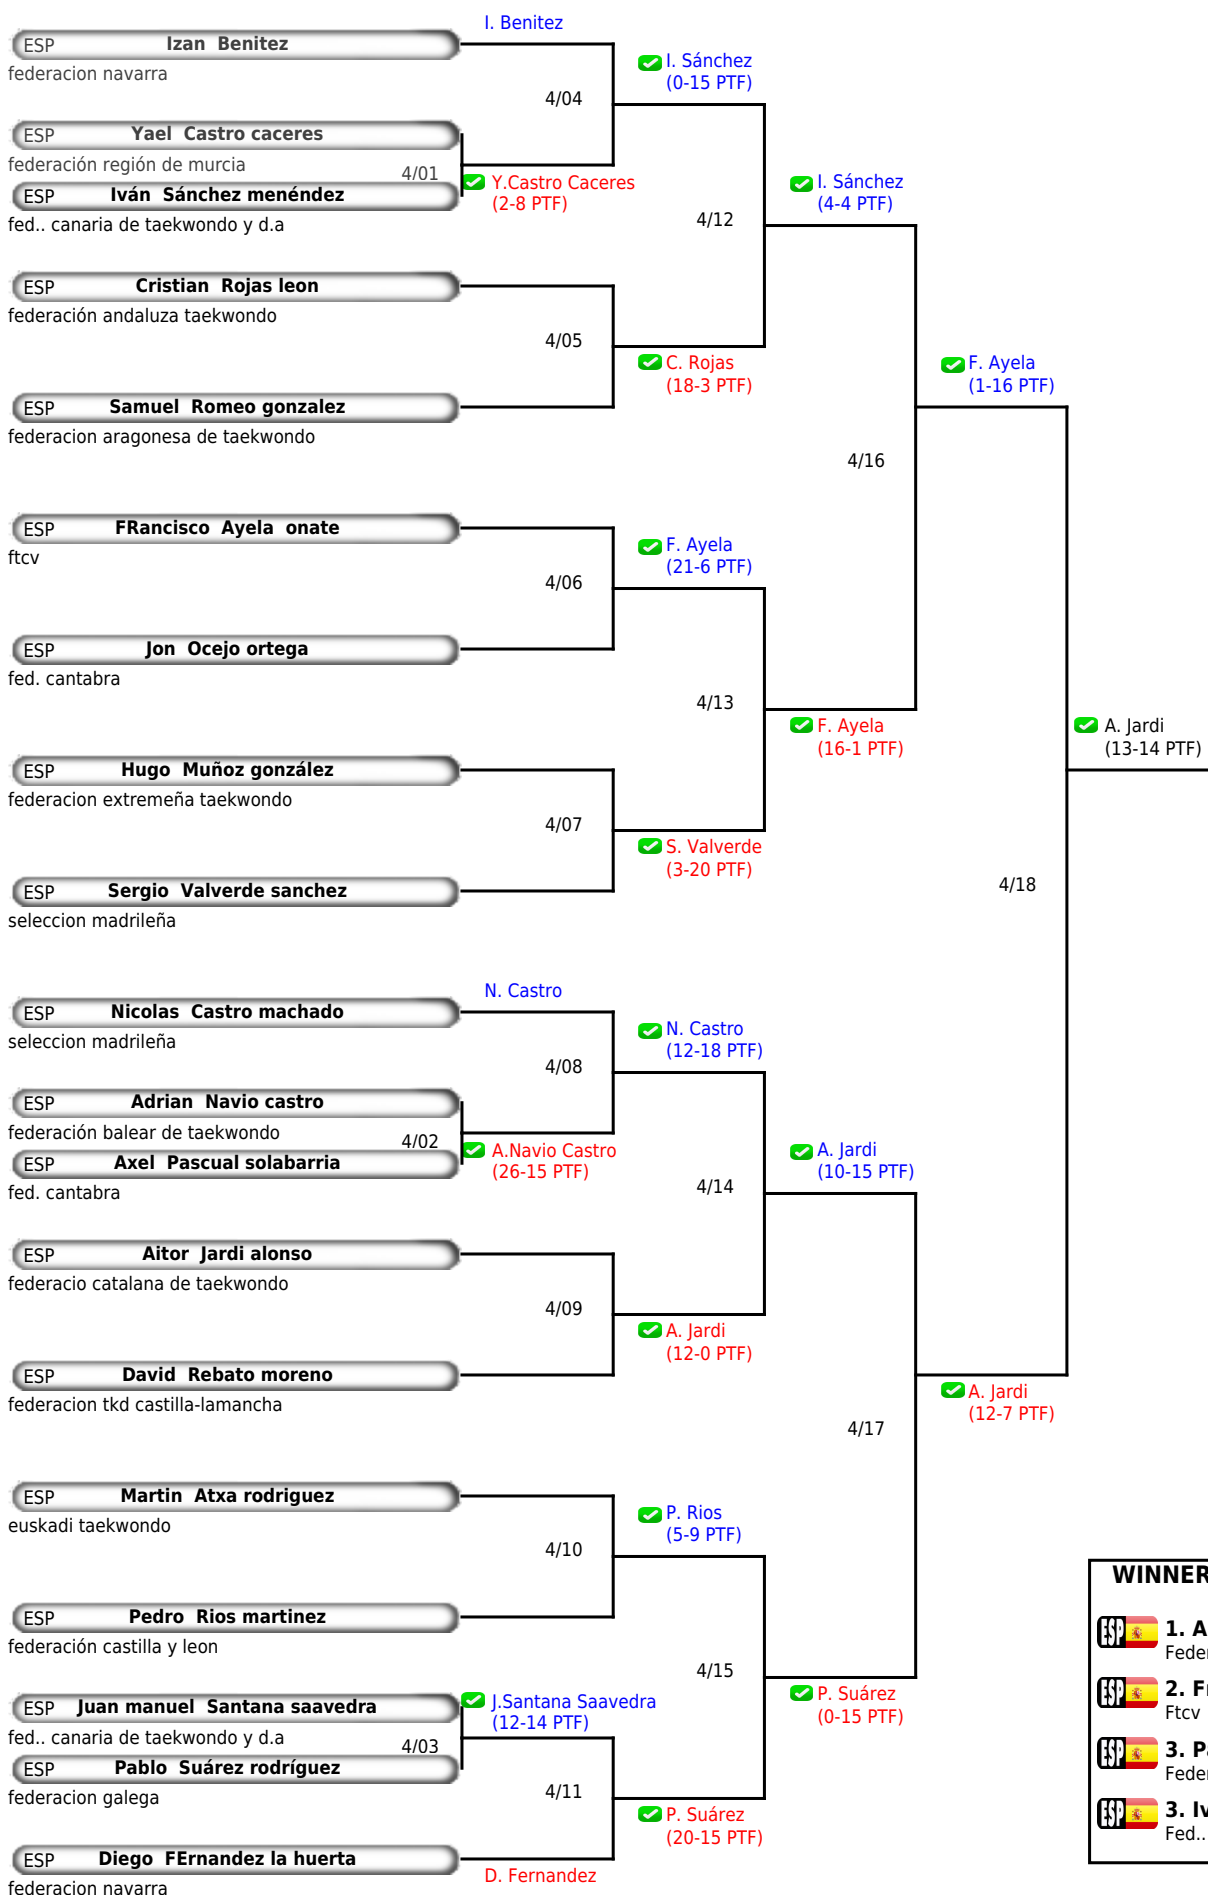 I. Benitez
ESP Izan Benitez
federacion navarra
I. Sánchez
(0-15 PTF)
4/04
ESP Yael Castro caceres
federación región de murcia
4/01
ESP Iván Sánchez menéndez
fed.. canaria de taekwondo y d.a
Y.Castro Caceres
(2-8 PTF)
I. Sánchez
(4-4 PTF)
4/12
ESP Cristian Rojas leon
federación andaluza taekwondo
4/05
C. Rojas
(18-3 PTF)
F. Ayela
(1-16 PTF)
ESP Samuel Romeo gonzalez
federacion aragonesa de taekwondo
4/16
ESP FRancisco Ayela onate
ftcv
F. Ayela
(21-6 PTF)
4/06
ESP Jon Ocejo ortega
fed. cantabra
4/13
F. Ayela
(16-1 PTF)
A. Jardi
(13-14 PTF)
ESP Hugo Muñoz gonzález
federacion extremeña taekwondo
4/07
S. Valverde
(3-20 PTF)
ESP Sergio Valverde sanchez
seleccion madrileña
4/18
N. Castro
ESP Nicolas Castro machado
seleccion madrileña
N. Castro
(12-18 PTF)
4/08
ESP Adrian Navio castro
federación balear de taekwondo
4/02
ESP Axel Pascual solabarria
fed. cantabra
A.Navio Castro
(26-15 PTF)
A. Jardi
(10-15 PTF)
4/14
ESP Aitor Jardi alonso
federacio catalana de taekwondo
4/09
A. Jardi
(12-0 PTF)
ESP David Rebato moreno
federacion tkd castilla-lamancha
A. Jardi
(12-7 PTF)
4/17
ESP Martin Atxa rodriguez
euskadi taekwondo
P. Rios
(5-9 PTF)
4/10
ESP Pedro Rios martinez
federación castilla y leon
4/15
ESP Juan manuel Santana saavedra
fed.. canaria de taekwondo y d.a
4/03
J.Santana Saavedra
(12-14 PTF)
P. Suárez
(0-15 PTF)
ESP Pablo Suárez rodríguez
federacion galega
4/11
P. Suárez
(20-15 PTF)
ESP Diego FErnandez la huerta
federacion navarra
D. Fernandez
WINNER
ESP 1. A
Feder
ESP 2. Fr
Ftcv
ESP 3. Pa
Feder
ESP 3. Iv
Fed..